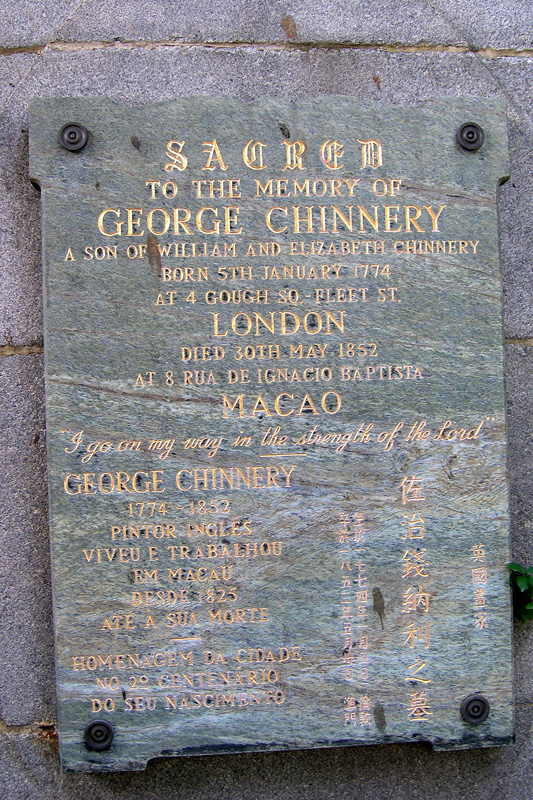 SACRED
TO THE MEMORY OF
GEORGE CHINNERY
A SON OF WILLIAM AND ELIZABETH CHINNERY
BORN 5TH JANUARY 1774
AT 4 GOUGH SQ.-FLEET ST.
LONDON
DIED 30TH MAY 1852
AT 8 RUA DE IGNACIO BAPTISTA
MACAO
"I go on my way in the strength of the Lord"
GEORGE CHINNERY
1774-1852
PINTOR INGLÊS
VIVEU E TRABALHOU
EM MACAU
DESDE 1825
ATÉ À SUA MORTE
HOMENAGEM DA CIDADE
NO 2º CENTENÁRIO
DO SEU NASCIMENTO
英國畫家
佐治錢納利之墓